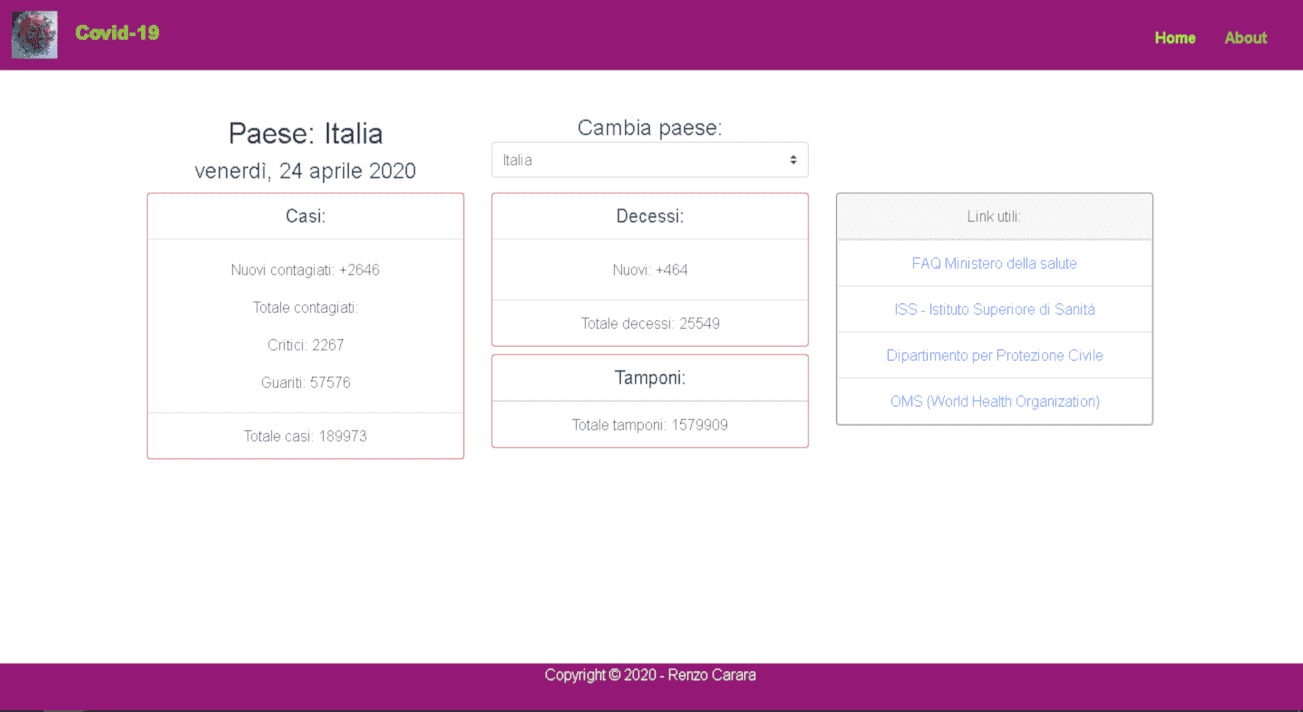 Covid-19
Home
About
Paese: Italia
venerdì, 24 aprile 2020
Cambia paese:
Italia
Casi:
Nuovi contagiati: +2646
Totale contagiati:
Critici: 2267
Guariti: 57576
Totale casi: 189973
Decessi:
Nuovi: +464
Totale decessi: 25549
Tamponi:
Totale tamponi: 1579909
Link utili:
FAQ Ministero della salute
ISS - Istituto Superiore di Sanità
Dipartimento per Protezione Civile
OMS (World Health Organization)
Copyright © 2020 - Renzo Carara